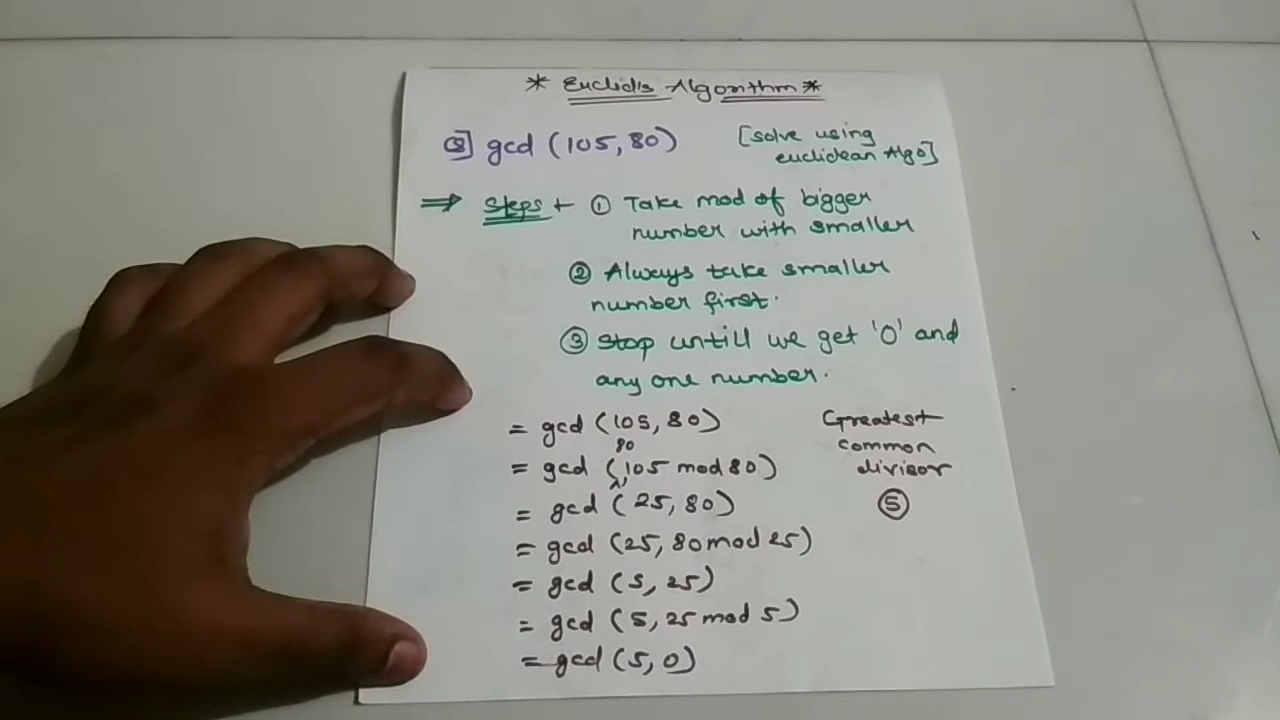 * Euclid's Algorithm *
Q] gcd (105, 80) [solve using
euclidean Algo]
⇒ Steps + ① Take mod of bigger
number with smaller
② Always take smaller
number first.
③ Stop untill we get '0' and
any one number.
= gcd (105, 80)
80
= gcd (, 105 mod 80)
= gcd (25, 80)
= gcd (25, 80 mod 25)
= gcd (5, 25)
= gcd (5, 25 mod 5)
= gcd (5, 0)
Greatest
common
divisor
⑤